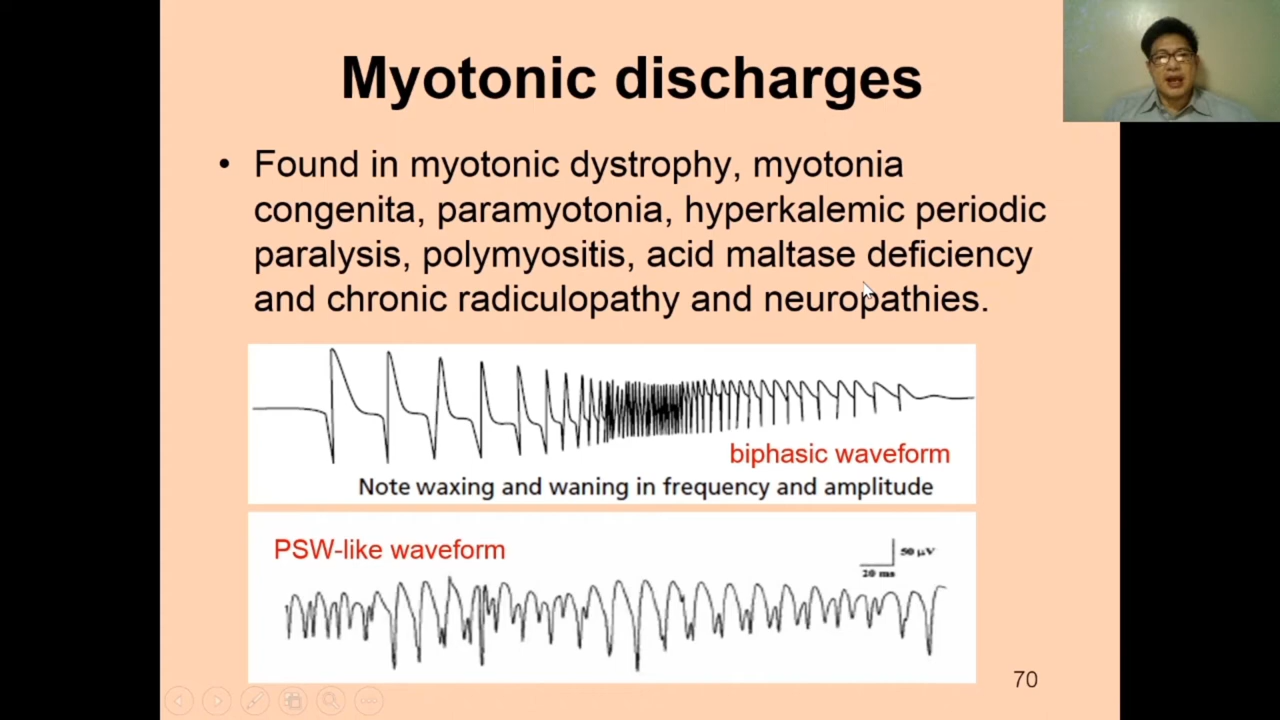 Myotonic discharges
• Found in myotonic dystrophy, myotonia
congenita, paramyotonia, hyperkalemic periodic
paralysis, polymyositis, acid maltase deficiency
and chronic radiculopathy and neuropathies.
biphasic waveform
Note waxing and waning in frequency and amplitude
PSW-like waveform
50 µV
20 ms
70